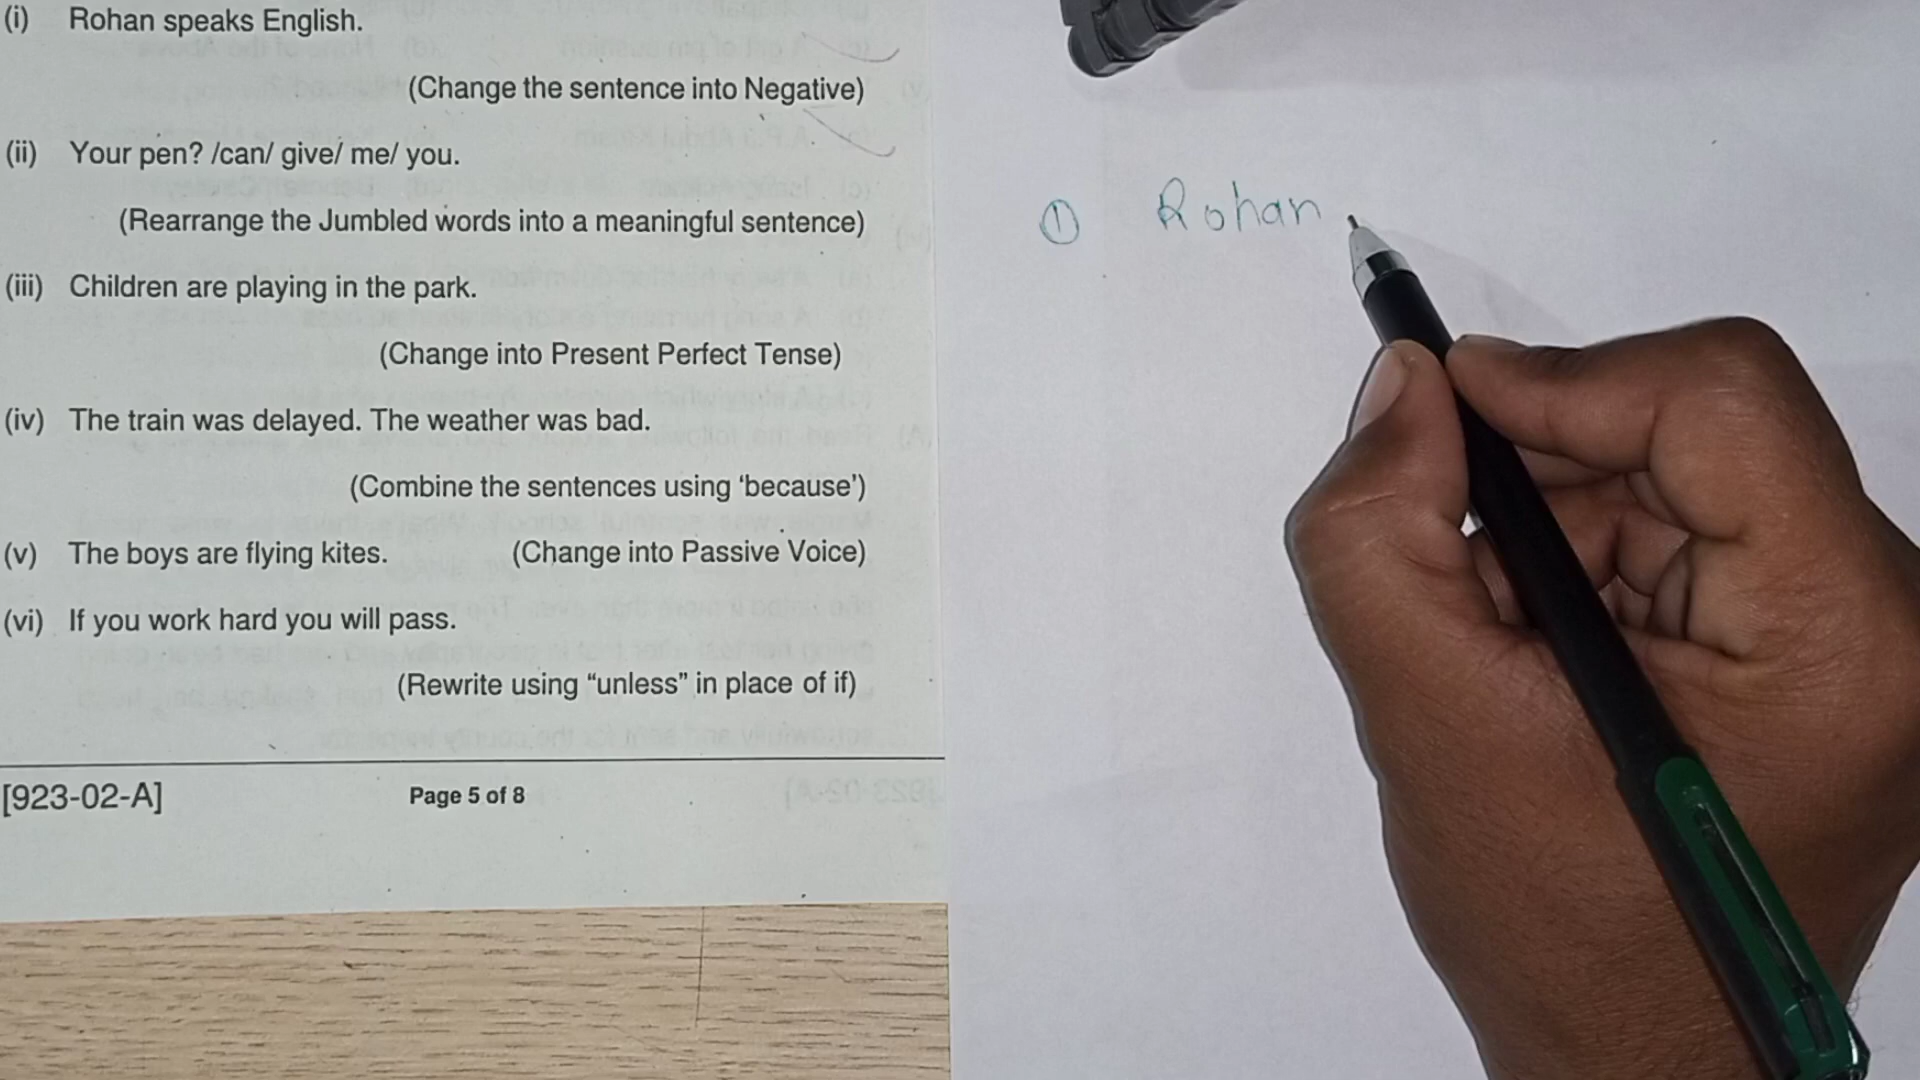 (i) Rohan speaks English.
(Change the sentence into Negative)
(ii) Your pen? /can/ give/ me/ you.
(Rearrange the Jumbled words into a meaningful sentence)
(iii) Children are playing in the park.
(Change into Present Perfect Tense)
(iv) The train was delayed. The weather was bad.
(Combine the sentences using ‘because’)
(v) The boys are flying kites. (Change into Passive Voice)
(vi) If you work hard you will pass.
(Rewrite using “unless” in place of if)
[923-02-A] Page 5 of 8
① Rohan